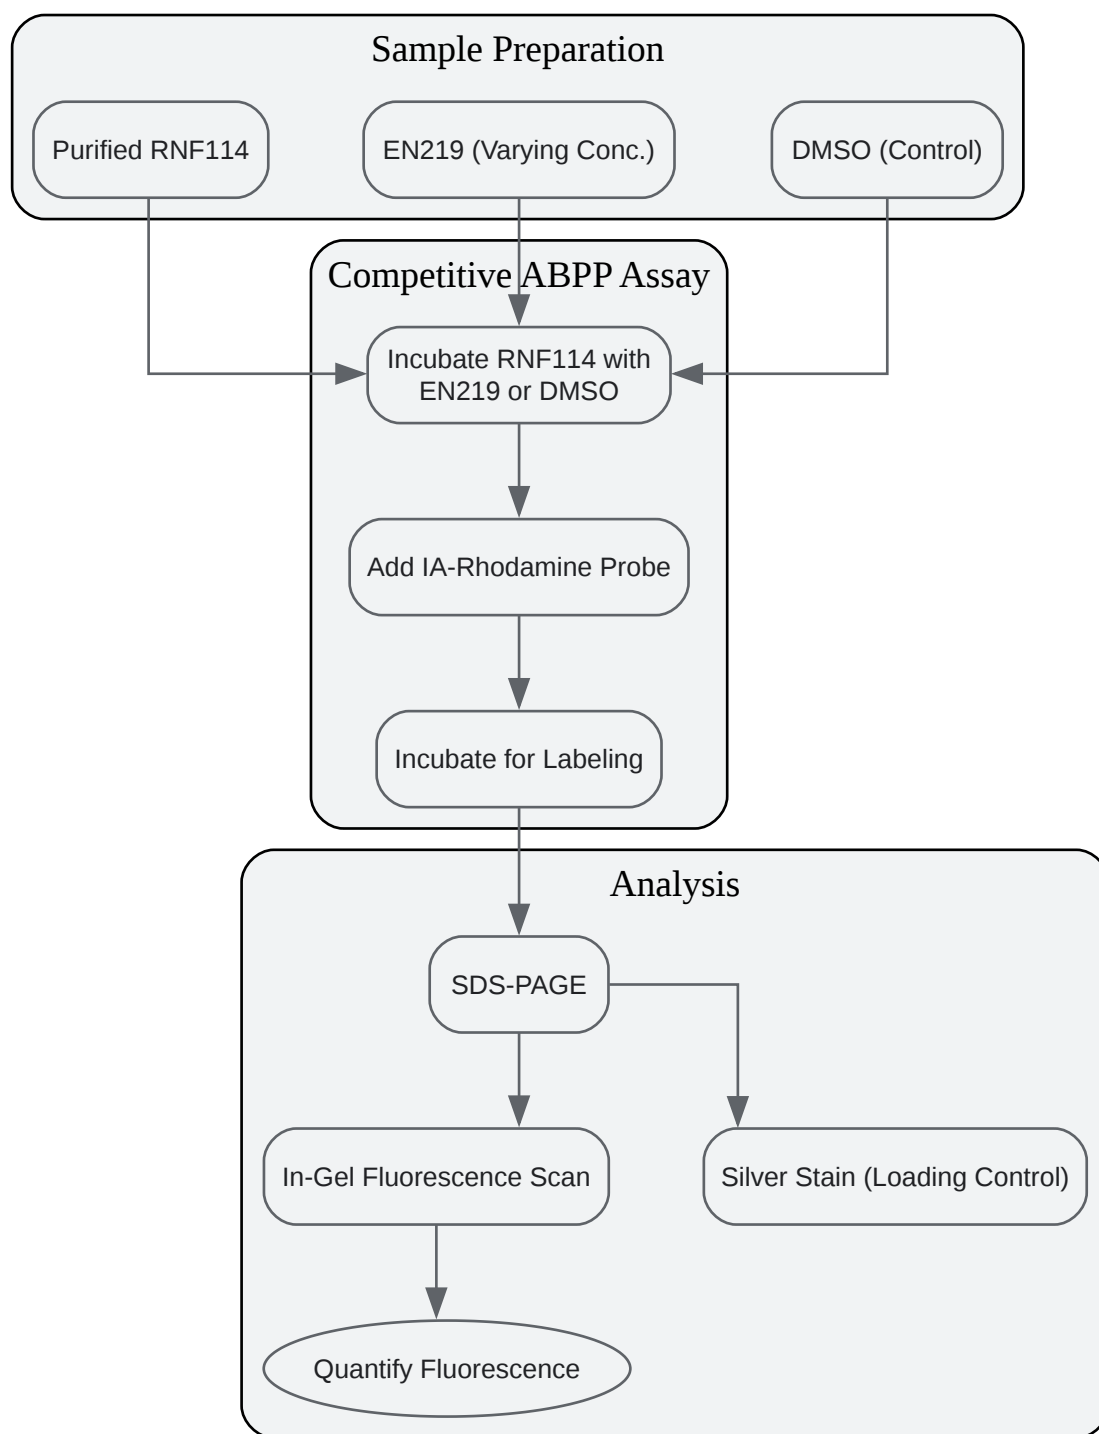 Sample Preparation
Purified RNF114
EN219 (Varying Conc.)
DMSO (Control)
Competitive ABPP Assay
Incubate RNF114 with
EN219 or DMSO
Add IA-Rhodamine Probe
Incubate for Labeling
Analysis
SDS-PAGE
In-Gel Fluorescence Scan
Silver Stain (Loading Control)
Quantify Fluorescence